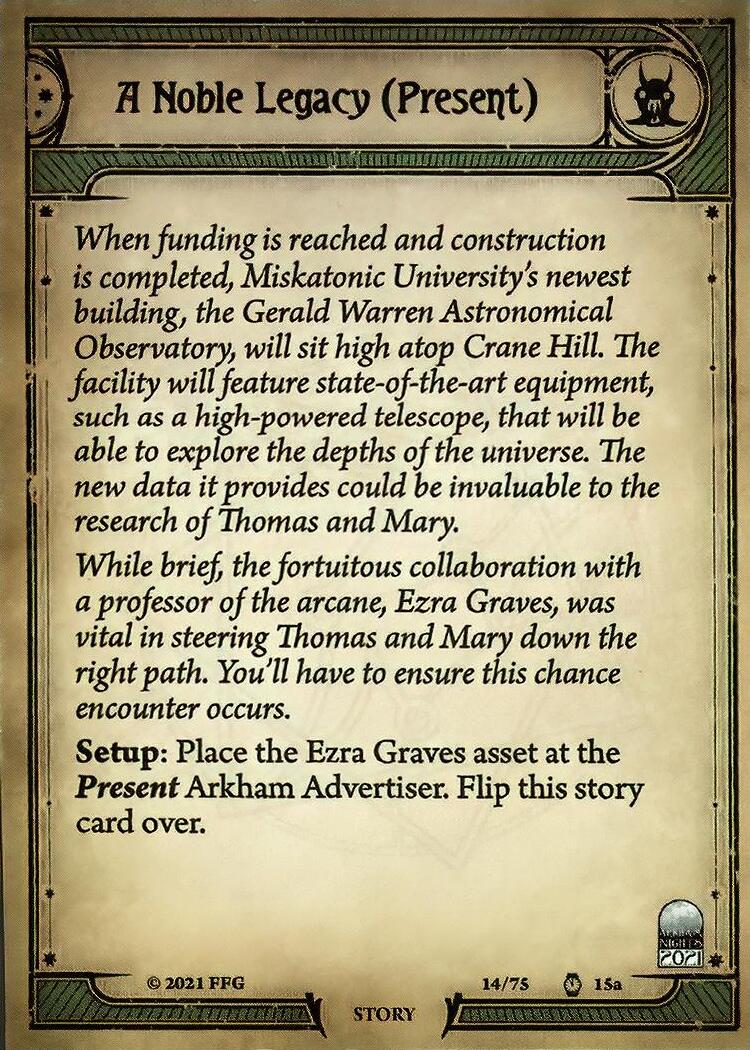 A Noble Legacy (Present)
When funding is reached and construction
is completed, Miskatonic University's newest
building, the Gerald Warren Astronomical
Observatory, will sit high atop Crane Hill. The
facility will feature state-of-the-art equipment,
such as a high-powered telescope, that will be
able to explore the depths of the universe. The
new data it provides could be invaluable to the
research of Thomas and Mary.
While brief, the fortuitous collaboration with
a professor of the arcane, Ezra Graves, was
vital in steering Thomas and Mary down the
right path. You'll have to ensure this chance
encounter occurs.
Setup: Place the Ezra Graves asset at the
Present Arkham Advertiser. Flip this story
card over.
ARKHAM
NIGHTS
2021
© 2021 FFG 14/75 15a
STORY